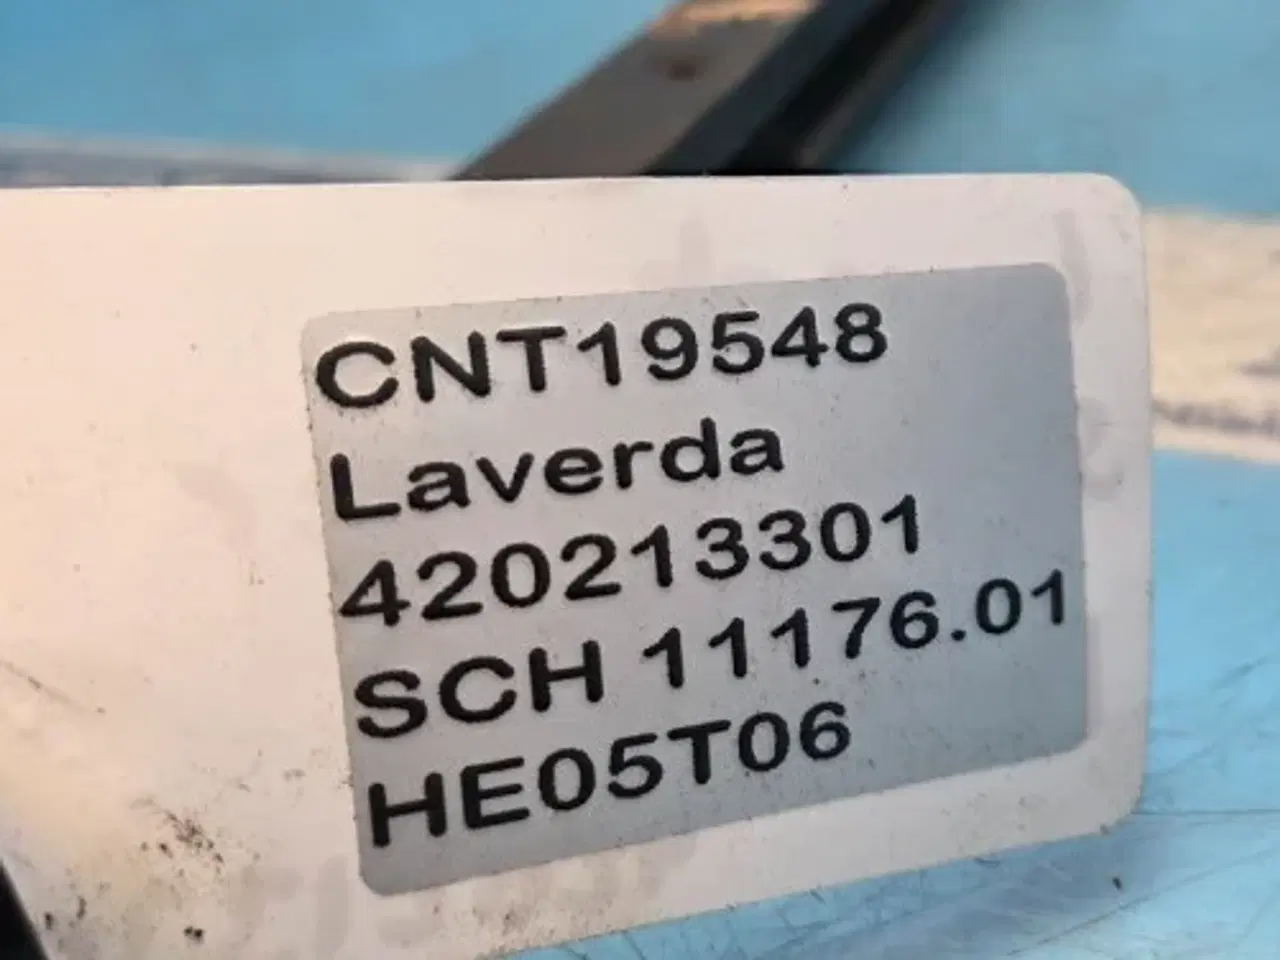 CNT19548
Laverda
420213301
SCH 11176.01
HE05T06